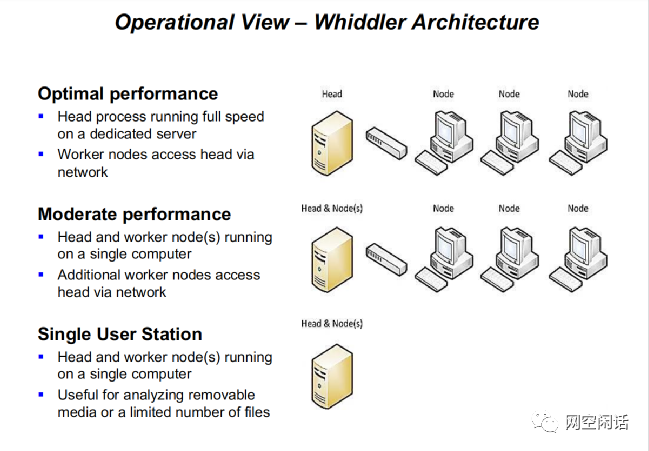 Operational View – Whiddler Architecture
Optimal performance
▪ Head process running full speed
on a dedicated server
▪ Worker nodes access head via
network
Head
Node
Node
Node
Moderate performance
▪ Head and worker node(s) running
on a single computer
▪ Additional worker nodes access
head via network
Head & Node(s)
Node
Node
Node
Single User Station
▪ Head and worker node(s) running
on a single computer
▪ Useful for analyzing removable
media or a limited number of files
Head & Node(s)
网空闲话